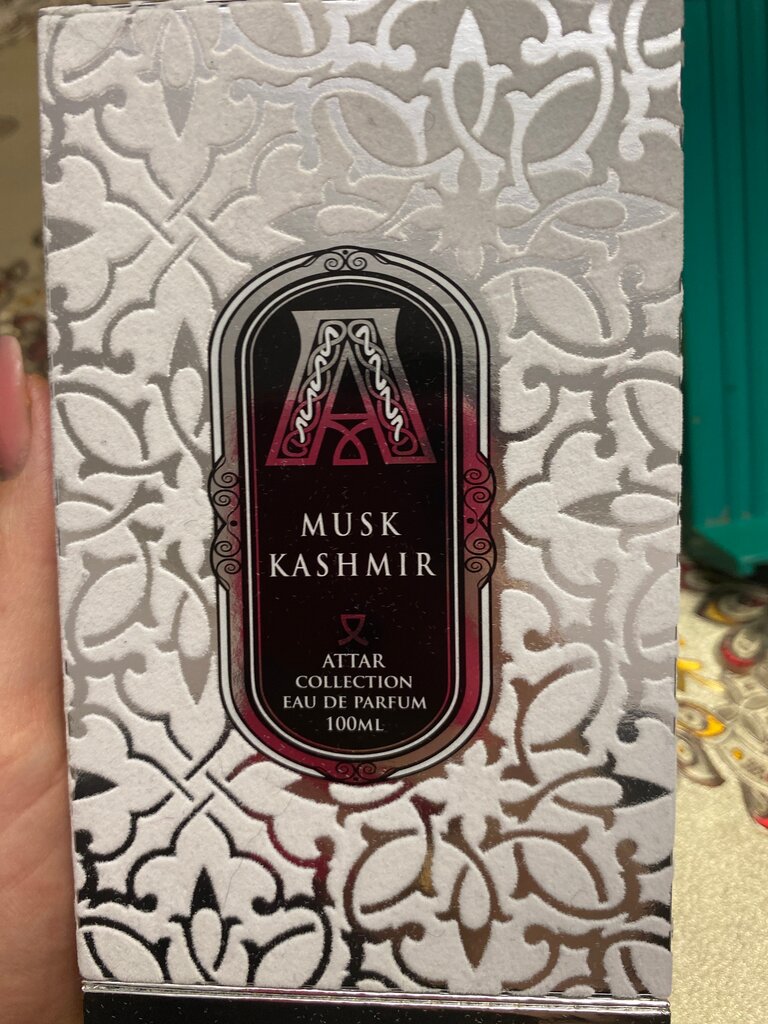 A
MUSK
KASHMIR
ATTAR
COLLECTION
EAU DE PARFUM
100ML